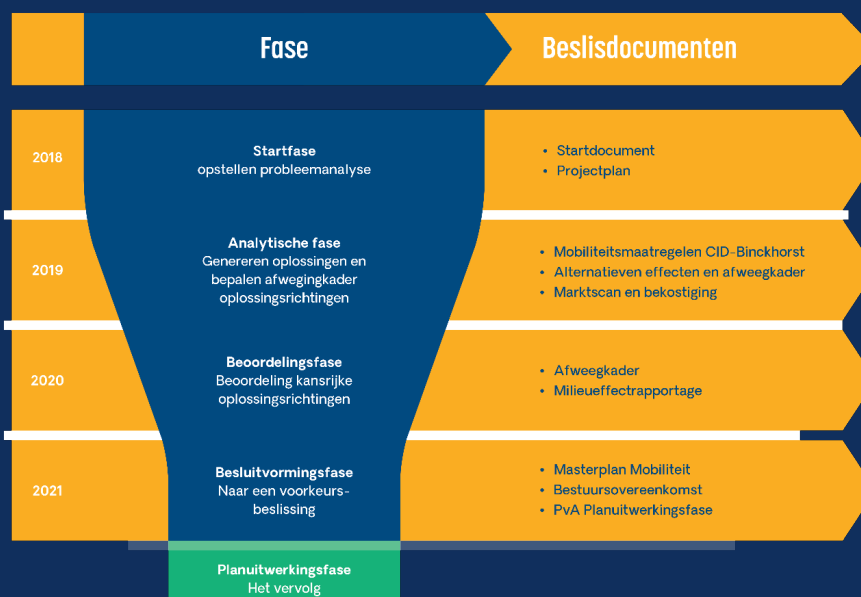 Fase
Beslisdocumenten
2018
Startfase
opstellen probleemanalyse
• Startdocument
• Projectplan
2019
Analytische fase
Genereren oplossingen en
bepalen afwegingkader
oplossingsrichtingen
• Mobiliteitsmaatregelen CID-Binckhorst
• Alternatieven effecten en afweegkader
• Marktscan en bekostiging
2020
Beoordelingsfase
Beoordeling kansrijke
oplossingsrichtingen
• Afweegkader
• Milieueffectrapportage
2021
Besluitvormingsfase
Naar een voorkeurs-
beslissing
• Masterplan Mobiliteit
• Bestuursovereenkomst
• PvA Planuitwerkingsfase
Planuitwerkingsfase
Het vervolg